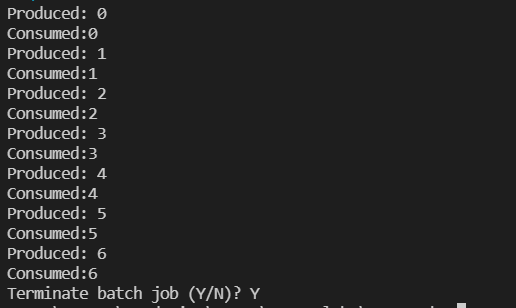 Produced: 0
Consumed:0
Produced: 1
Consumed:1
Produced: 2
Consumed:2
Produced: 3
Consumed:3
Produced: 4
Consumed:4
Produced: 5
Consumed:5
Produced: 6
Consumed:6
Terminate batch job (Y/N)? Y